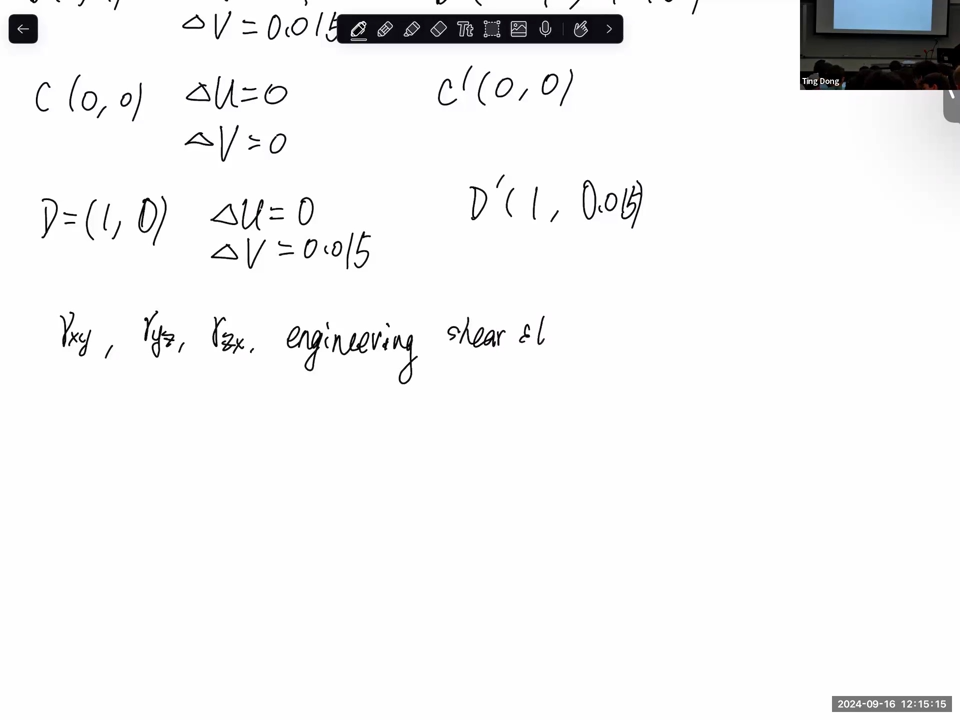 ΔV = 0.015
Tt
Ting Dong
C (0, 0) ΔU = 0 C'(0, 0)
ΔV = 0
D = (1, 0) ΔU = 0 D'(1, 0.015)
ΔV = 0.015
γxy, γyz, γzx. engineering shear
2024-09-16 12:15:15